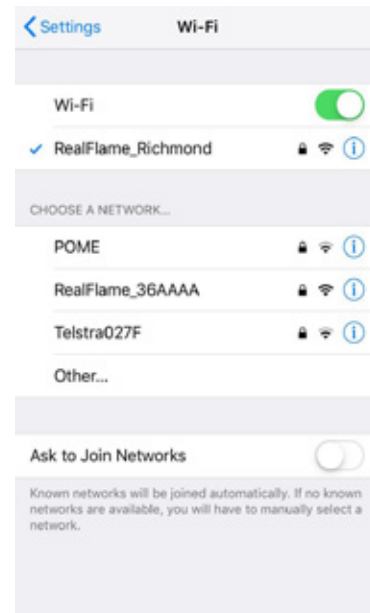 Settings Wi-Fi
Wi-Fi
RealFlame_Richmond
CHOOSE A NETWORK...
POME
RealFlame_36AAAA
Telstra027F
Other...
Ask to Join Networks
Known networks will be joined automatically. If no known
networks are available, you will have to manually select a
network.